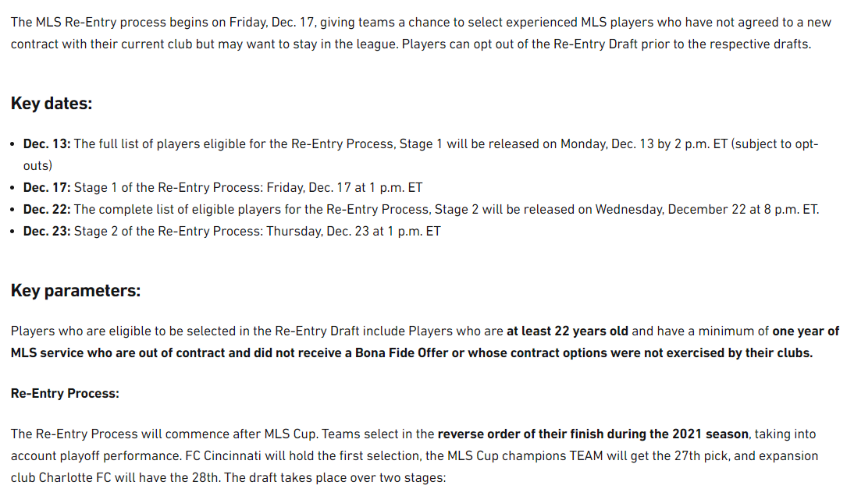 The MLS Re-Entry process begins on Friday, Dec. 17, giving teams a chance to select experienced MLS players who have not agreed to a new
contract with their current club but may want to stay in the league. Players can opt out of the Re-Entry Draft prior to the respective drafts.
Key dates:
• Dec. 13: The full list of players eligible for the Re-Entry Process, Stage 1 will be released on Monday, Dec. 13 by 2 p.m. ET (subject to opt-
outs)
• Dec. 17: Stage 1 of the Re-Entry Process: Friday, Dec. 17 at 1 p.m. ET
• Dec. 22: The complete list of eligible players for the Re-Entry Process, Stage 2 will be released on Wednesday, December 22 at 8 p.m. ET.
• Dec. 23: Stage 2 of the Re-Entry Process: Thursday, Dec. 23 at 1 p.m. ET
Key parameters:
Players who are eligible to be selected in the Re-Entry Draft include Players who are at least 22 years old and have a minimum of one year of
MLS service who are out of contract and did not receive a Bona Fide Offer or whose contract options were not exercised by their clubs.
Re-Entry Process:
The Re-Entry Process will commence after MLS Cup. Teams select in the reverse order of their finish during the 2021 season, taking into
account playoff performance. FC Cincinnati will hold the first selection, the MLS Cup champions TEAM will get the 27th pick, and expansion
club Charlotte FC will have the 28th. The draft takes place over two stages: